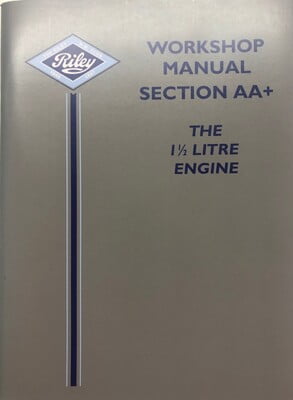 Riley
WORKSHOP
MANUAL
SECTION AA+
THE
1½ LITRE
ENGINE